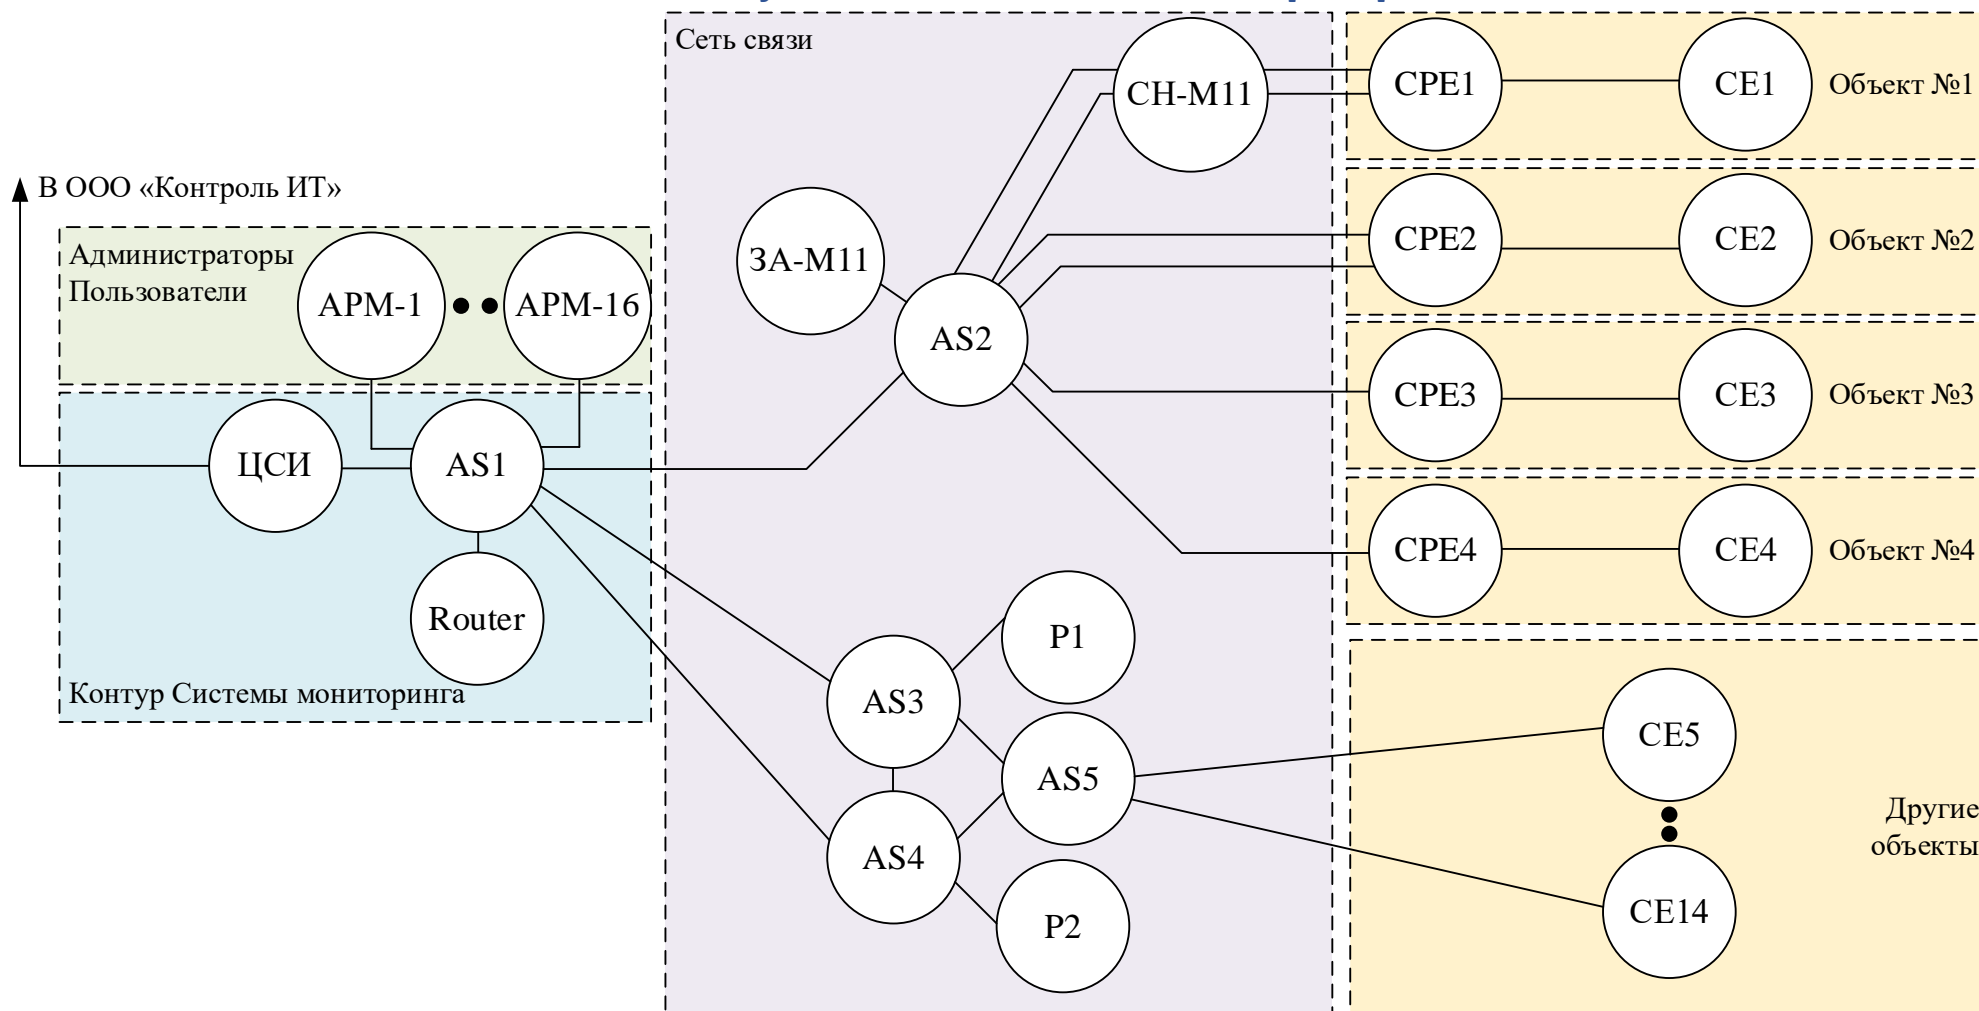 Сеть связи
СН-М11
CPE1
CE1
Объект №1
В ООО «Контроль ИТ»
CPE2
CE2
Объект №2
Администраторы
Пользователи
АРМ-1
АРМ-16
ЗА-М11
AS2
CPE3
CE3
Объект №3
ЦСИ
AS1
CPE4
CE4
Объект №4
Router
P1
Контур Системы мониторинга
AS3
AS5
CE5
Другие
объекты
AS4
P2
CE14